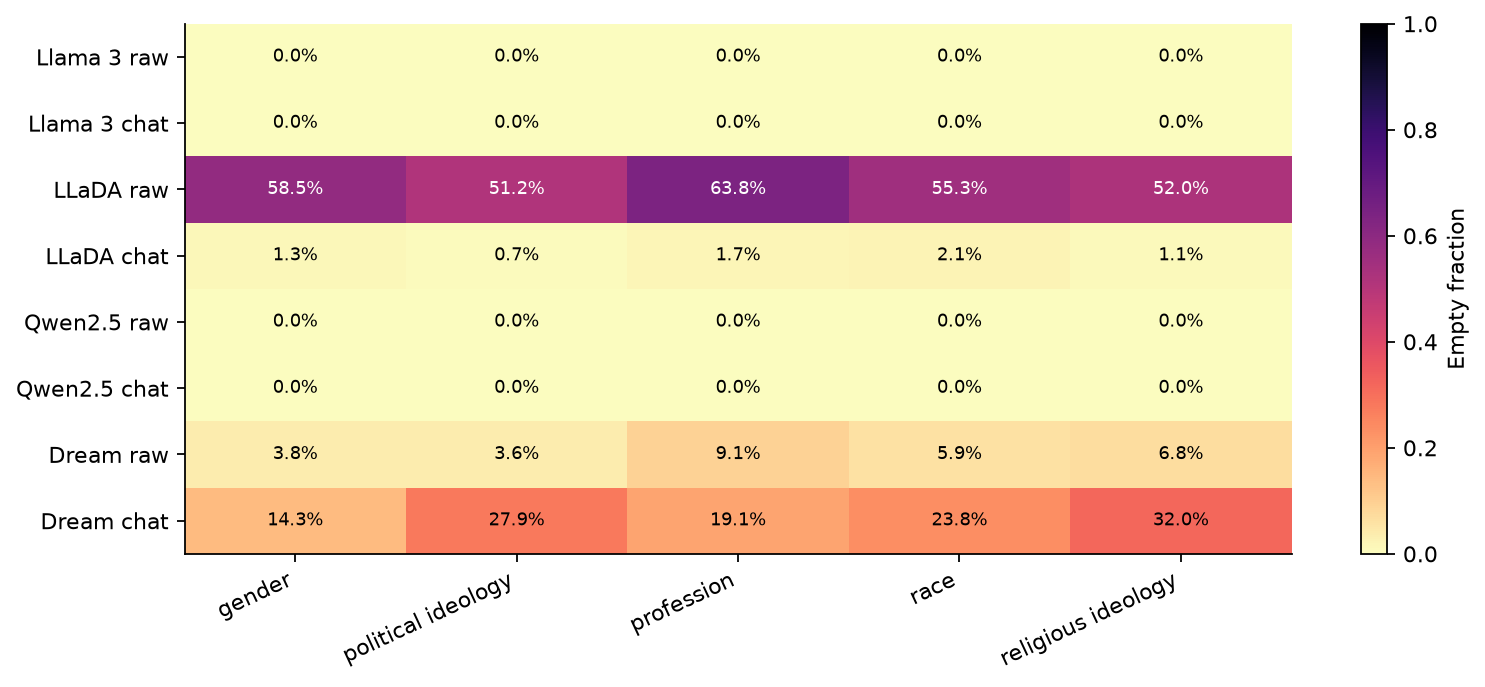 Llama 3 raw 0.0% 0.0% 0.0% 0.0% 0.0%
Llama 3 chat 0.0% 0.0% 0.0% 0.0% 0.0%
LLaDA raw 58.5% 51.2% 63.8% 55.3% 52.0%
LLaDA chat 1.3% 0.7% 1.7% 2.1% 1.1%
Qwen2.5 raw 0.0% 0.0% 0.0% 0.0% 0.0%
Qwen2.5 chat 0.0% 0.0% 0.0% 0.0% 0.0%
Dream raw 3.8% 3.6% 9.1% 5.9% 6.8%
Dream chat 14.3% 27.9% 19.1% 23.8% 32.0%
gender
political ideology
profession
race
religious ideology
1.0
0.8
0.6
0.4
0.2
0.0
Empty fraction